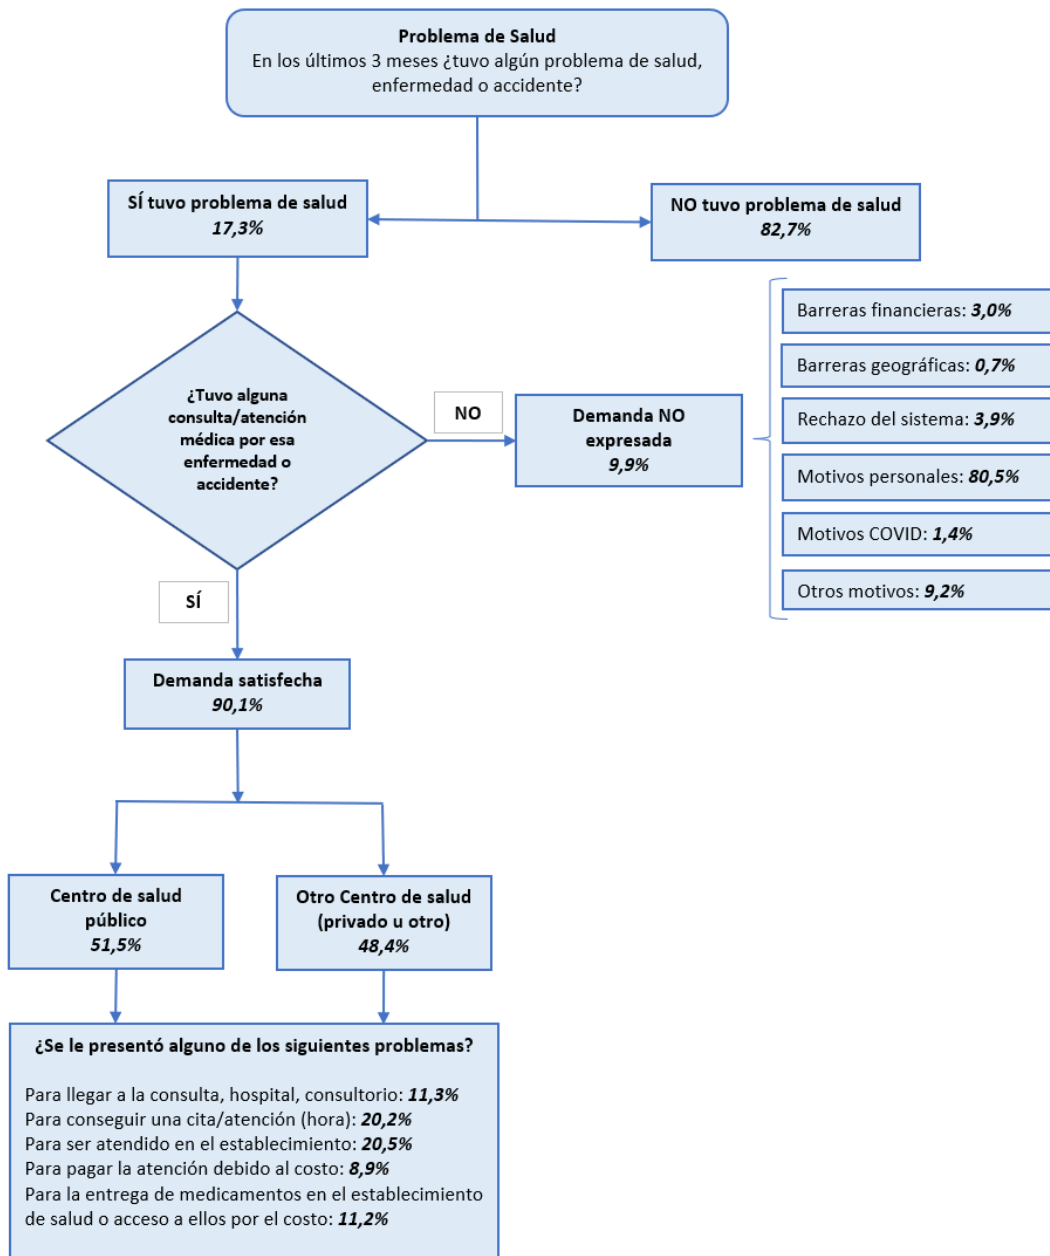 Problema de Salud
En los últimos 3 meses ¿tuvo algún problema de salud,
enfermedad o accidente?
SÍ tuvo problema de salud
17,3%
NO tuvo problema de salud
82,7%
¿Tuvo alguna
consulta/atención
médica por esa
enfermedad o
accidente?
NO
Demanda NO
expresada
9,9%
Barreras financieras: 3,0%
Barreras geográficas: 0,7%
Rechazo del sistema: 3,9%
Motivos personales: 80,5%
Motivos COVID: 1,4%
Otros motivos: 9,2%
SÍ
Demanda satisfecha
90,1%
Centro de salud
público
51,5%
Otro Centro de salud
(privado u otro)
48,4%
¿Se le presentó alguno de los siguientes problemas?
Para llegar a la consulta, hospital, consultorio: 11,3%
Para conseguir una cita/atención (hora): 20,2%
Para ser atendido en el establecimiento: 20,5%
Para pagar la atención debido al costo: 8,9%
Para la entrega de medicamentos en el establecimiento
de salud o acceso a ellos por el costo: 11,2%